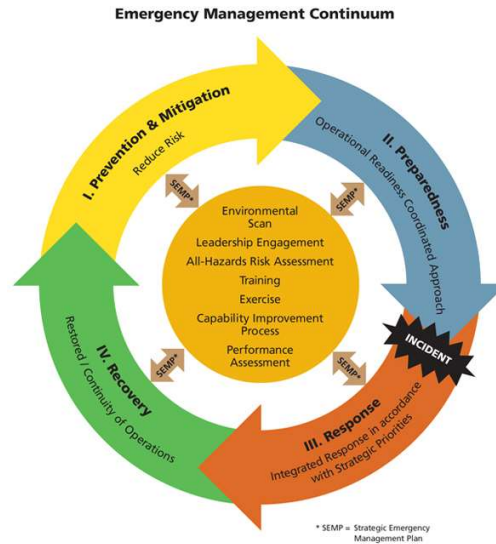 Emergency Management Continuum
I. Prevention & Mitigation
Reduce Risk
II. Preparedness
Operational Readiness Coordinated Approach
SEMP*
SEMP*
Environmental
Scan
Leadership Engagement
All-Hazards Risk Assessment
Training
Exercise
Capability Improvement
Process
Performance
Assessment
INCIDENT
SEMP*
SEMP*
IV. Recovery
Restored / Continuity of Operations
III. Response
Integrated Response in accordance
with Strategic Priorities
* SEMP = Strategic Emergency
Management Plan